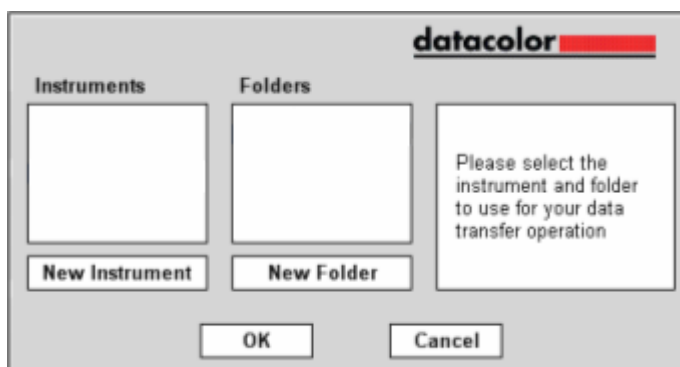 datacolor
Instruments
Folders
Please select the
instrument and folder
to use for your data
transfer operation
New Instrument
New Folder
OK
Cancel